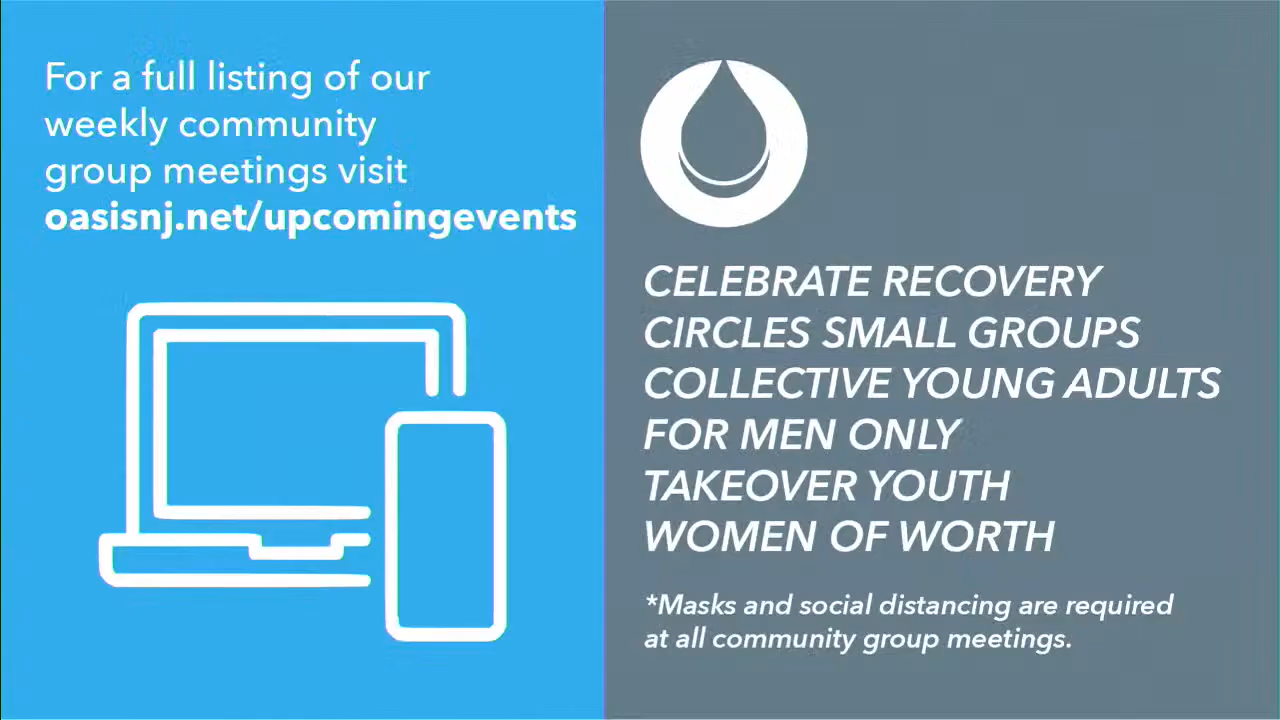 For a full listing of our
weekly community
group meetings visit
oasisnj.net/upcomingevents
CELEBRATE RECOVERY
CIRCLES SMALL GROUPS
COLLECTIVE YOUNG ADULTS
FOR MEN ONLY
TAKEOVER YOUTH
WOMEN OF WORTH
*Masks and social distancing are required
at all community group meetings.